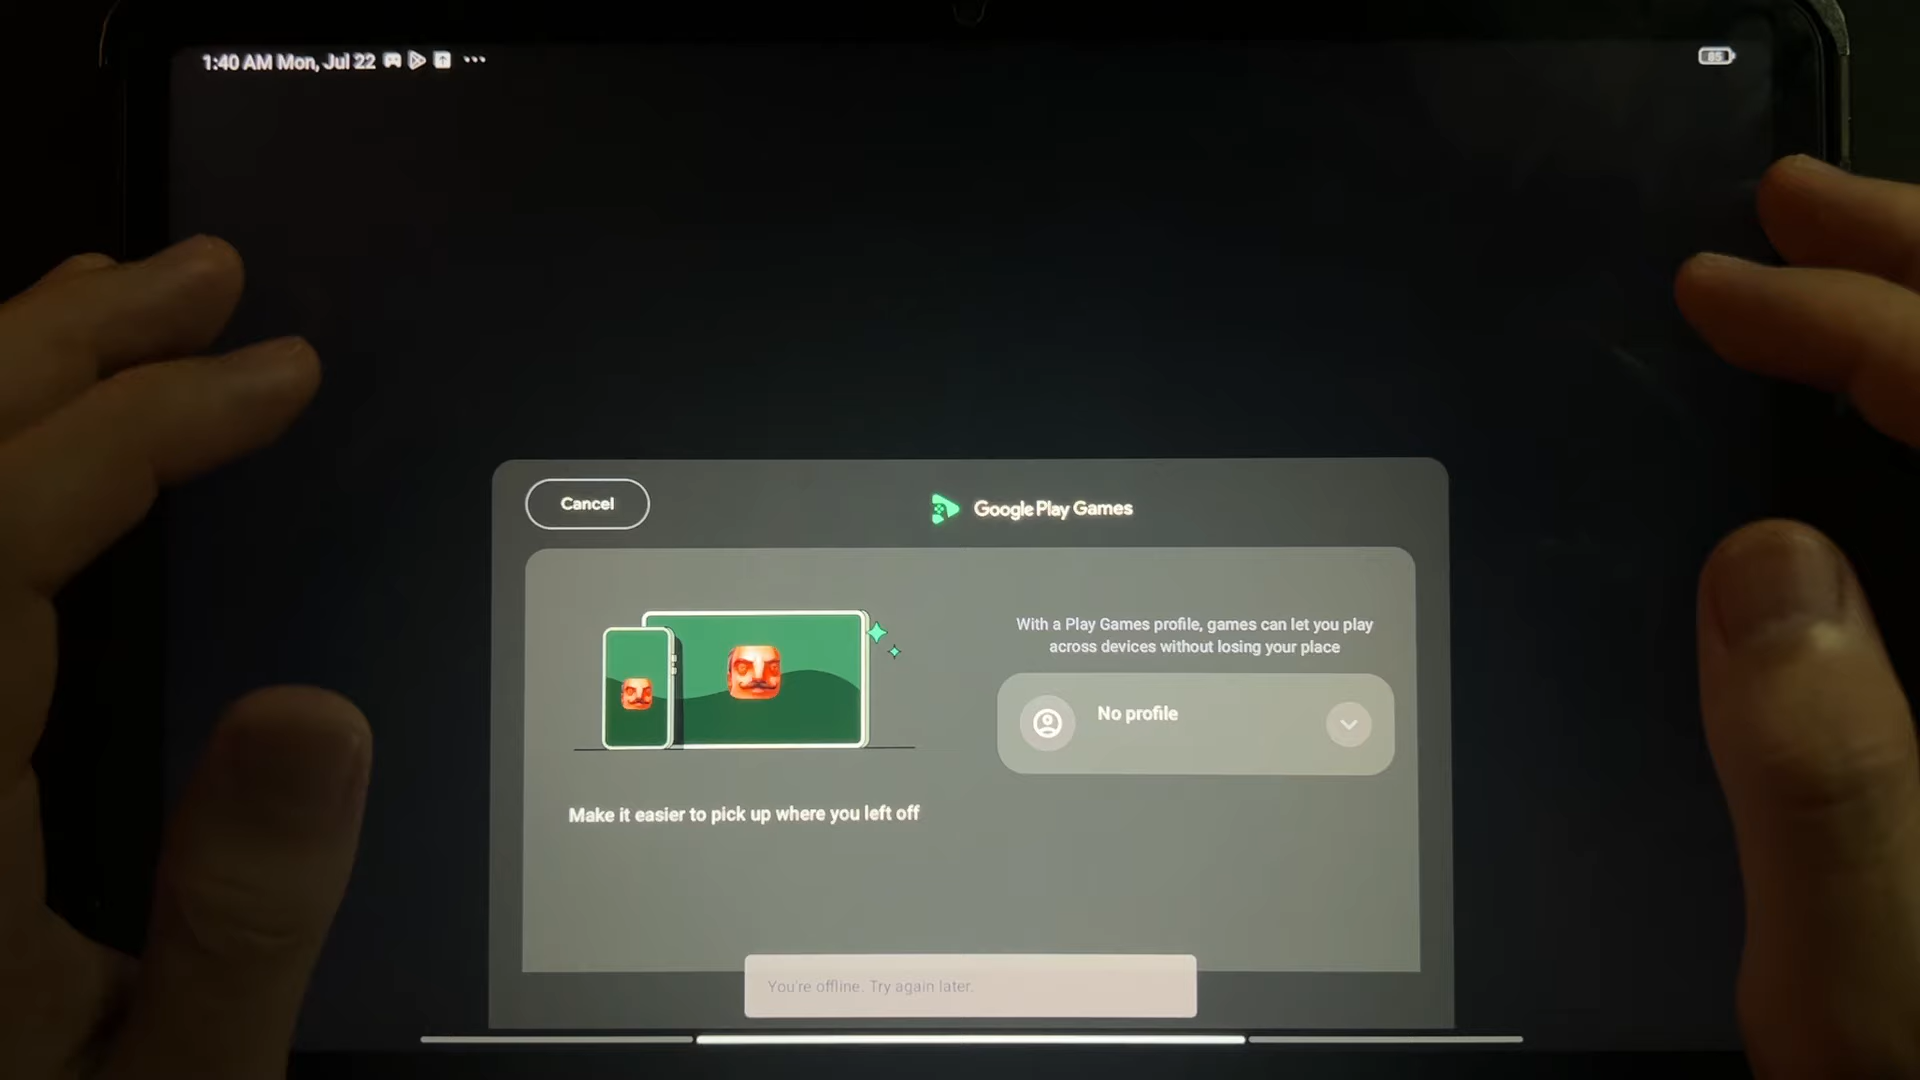 1:40 AM Mon, Jul 22
85
Cancel
Google Play Games
With a Play Games profile, games can let you play
across devices without losing your place
No profile
Make it easier to pick up where you left off
You're offline. Try again later.